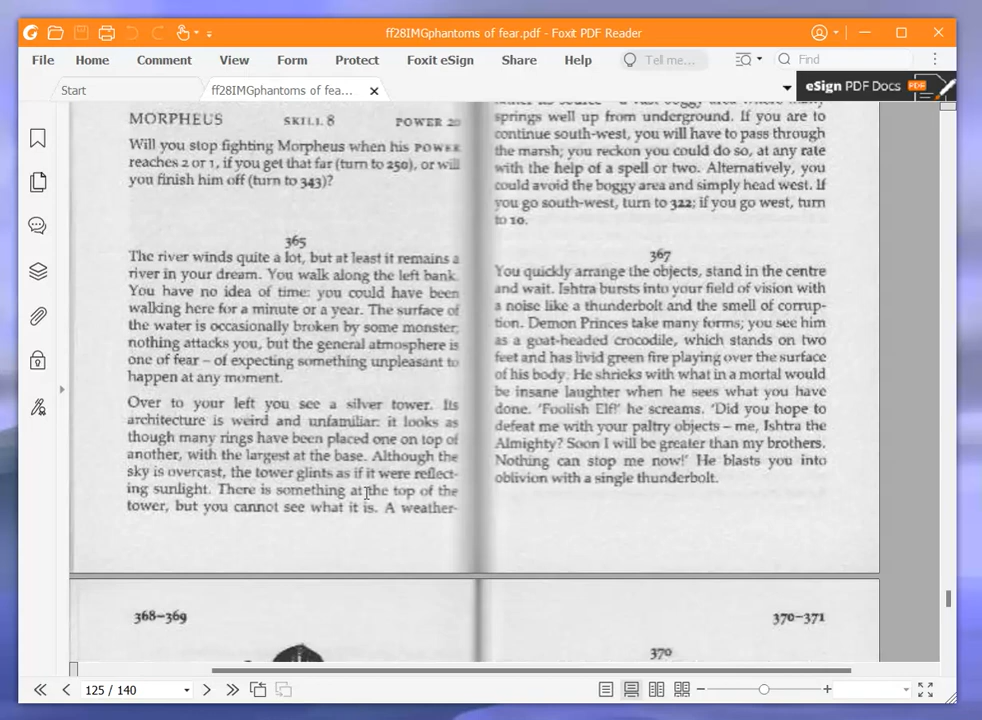 ff28IMGphantoms of fear.pdf - Foxit PDF Reader
File Home Comment View Form Protect Foxit eSign Share Help Tell me... Find
Start ff28IMGphantoms of fea... eSign PDF Docs
MORPHEUS SKILL 8 POWER 20
Will you stop fighting Morpheus when his POWER
reaches 2 or 1, if you get that far (turn to 250), or will
you finish him off (turn to 343)?
365
The river winds quite a lot, but at least it remains a
river in your dream. You walk along the left bank.
You have no idea of time: you could have been
walking here for a minute or a year. The surface of
the water is occasionally broken by some monster;
nothing attacks you, but the general atmosphere is
one of fear – of expecting something unpleasant to
happen at any moment.
Over to your left you see a silver tower. Its
architecture is weird and unfamiliar: it looks as
though many rings have been placed one on top of
another, with the largest at the base. Although the
sky is overcast, the tower glints as if it were reflect-
ing sunlight. There is something at the top of the
tower, but you cannot see what it is. A weather-
springs well up from underground. If you are to
continue south-west, you will have to pass through
the marsh; you reckon you could do so, at any rate
with the help of a spell or two. Alternatively, you
could avoid the boggy area and simply head west. If
you go south-west, turn to 322; if you go west, turn
to 10.
367
You quickly arrange the objects, stand in the centre
and wait. Ishtra bursts into your field of vision with
a noise like a thunderbolt and the smell of corrup-
tion. Demon Princes take many forms; you see him
as a goat-headed crocodile, which stands on two
feet and has livid green fire playing over the surface
of his body. He shrieks with what in a mortal would
be insane laughter when he sees what you have
done. 'Foolish Elf!' he screams. 'Did you hope to
defeat me with your paltry objects – me, Ishtra the
Almighty? Soon I will be greater than my brothers.
Nothing can stop me now!' He blasts you into
oblivion with a single thunderbolt.
368–369
370–371
370
125 / 140